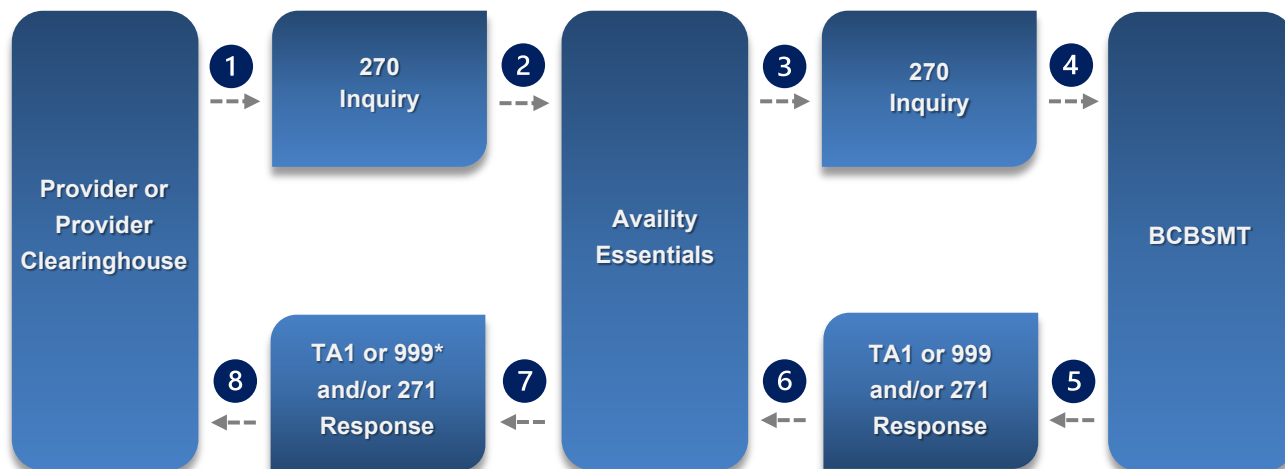 1
270
Inquiry
2
3
270
Inquiry
4
Provider or
Provider
Clearinghouse
Availity
Essentials
BCBSMT
8
TA1 or 999*
and/or 271
Response
7
6
TA1 or 999
and/or 271
Response
5